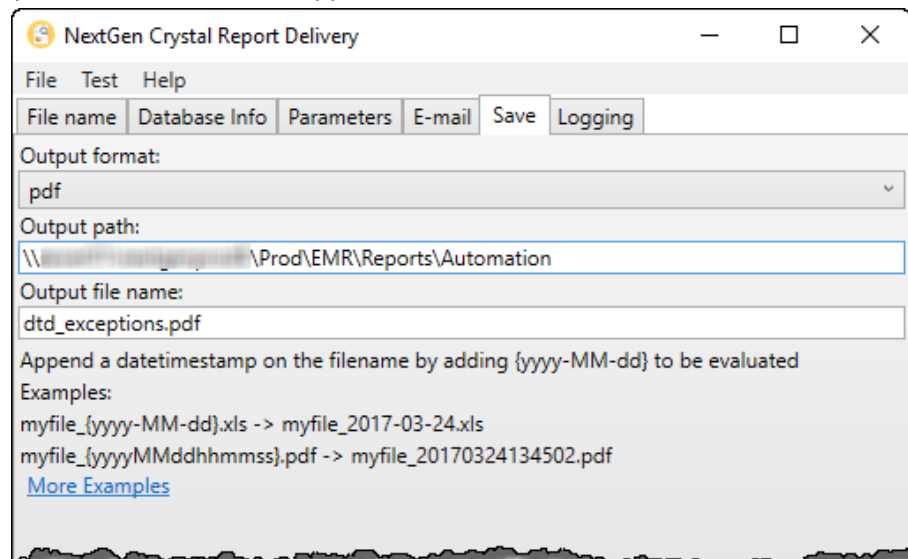 NextGen Crystal Report Delivery
File Test Help
File name Database Info Parameters E-mail Save Logging
Output format:
pdf
Output path:
\\ \Prod\EMR\Reports\Automation
Output file name:
dtd_exceptions.pdf
Append a datetimestamp on the filename by adding {yyyy-MM-dd} to be evaluated
Examples:
myfile_{yyyy-MM-dd}.xls -> myfile_2017-03-24.xls
myfile_{yyyyMMddhhmmss}.pdf -> myfile_20170324134502.pdf
More Examples